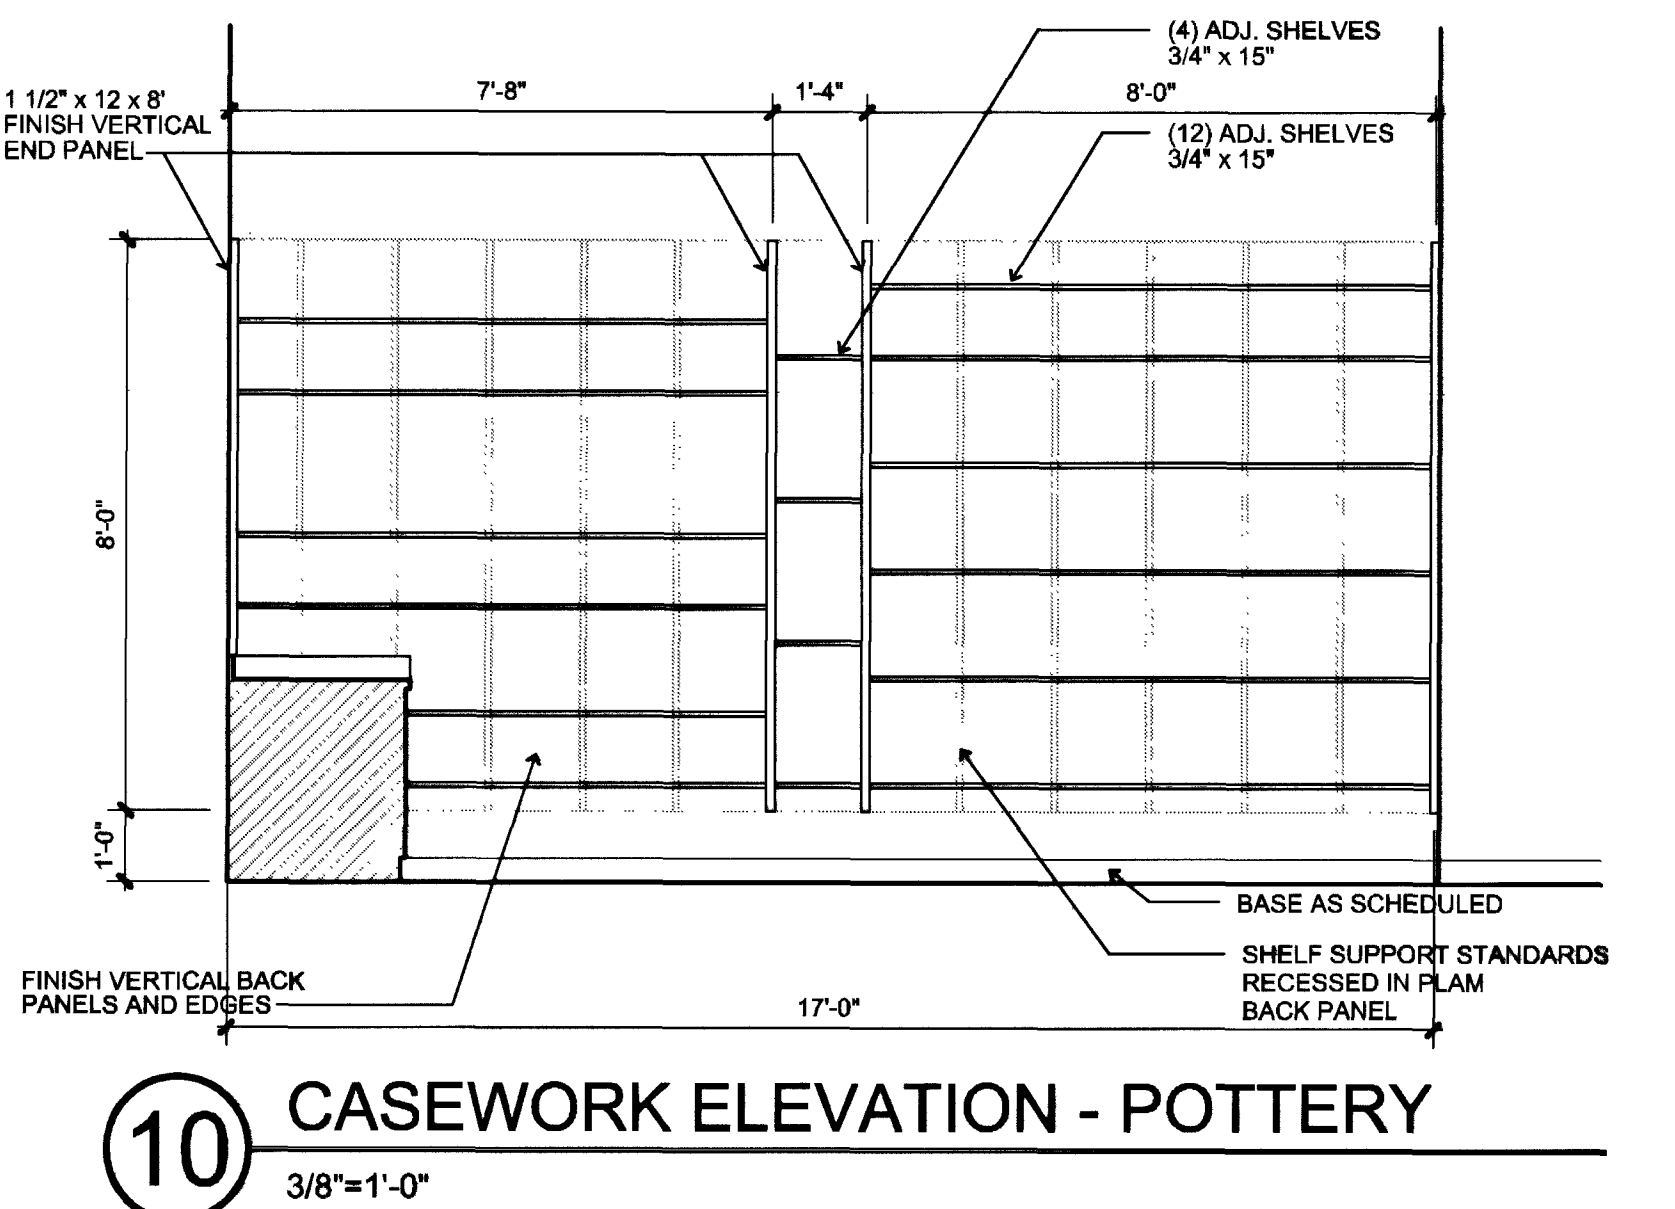 (4) ADJ. SHELVES
3/4" x 15"
7'-8"
1'-4"
8'-0"
1 1/2" x 12 x 8'
FINISH VERTICAL
END PANEL
(12) ADJ. SHELVES
3/4" x 15"
8'-0"
1'-0"
BASE AS SCHEDULED
SHELF SUPPORT STANDARDS
RECESSED IN PLAM
BACK PANEL
FINISH VERTICAL BACK
PANELS AND EDGES
17'-0"
10
CASEWORK ELEVATION - POTTERY
3/8"=1'-0"